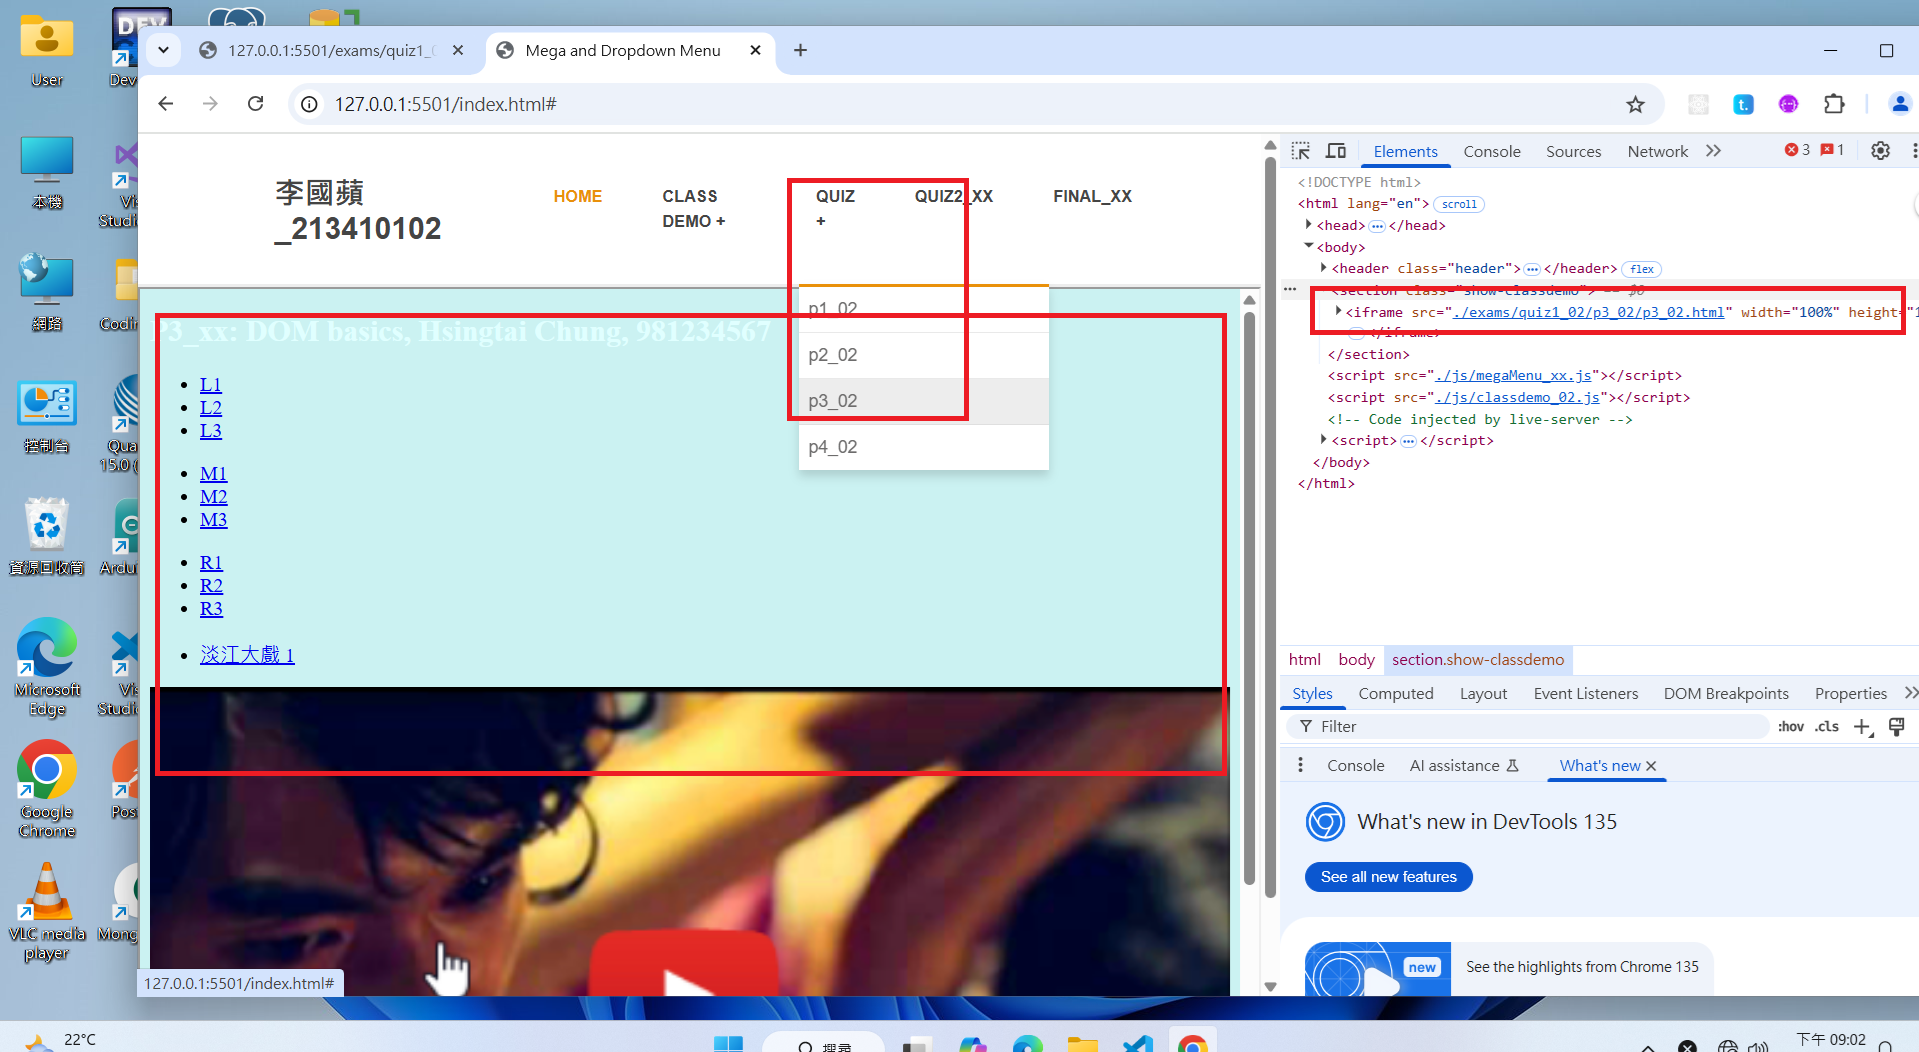 User
Dev
本機
Vis
Studio
網路
Codin
控制台
Qua
15.0 (
資源回收筒
Ardu
Microsoft
Edge
Vis
Studio
Google
Chrome
Pos
VLC media
player
Mong
127.0.0.1:5501/exams/quiz1_0
Mega and Dropdown Menu
127.0.0.1:5501/index.html#
李國蘋
_213410102
HOME
CLASS
DEMO +
QUIZ
+
QUIZ2_XX
FINAL_XX
p1_02
p2_02
p3_02
p4_02
P3_xx: DOM basics, Hsingtai Chung, 981234567
L1
L2
L3
M1
M2
M3
R1
R2
R3
淡江大戲 1
127.0.0.1:5501/index.html#
Elements Console Sources Network 3 1
<!DOCTYPE html>
<html lang="en"> scroll
<head> ••• </head>
<body>
<header class="header"> ••• </header> flex
<section class="show-classdemo"> == $0
<iframe src="./exams/quiz1_02/p3_02/p3_02.html" width="100%" height="1
••• </iframe>
</section>
<script src="./js/megaMenu_xx.js"></script>
<script src="./js/classdemo_02.js"></script>
<!-- Code injected by live-server -->
<script> ••• </script>
</body>
</html>
html body section.show-classdemo
Styles Computed Layout Event Listeners DOM Breakpoints Properties
Filter :hov .cls
Console AI assistance What's new
What's new in DevTools 135
See all new features
new
See the highlights from Chrome 135
22°C
搜尋
下午 09:02